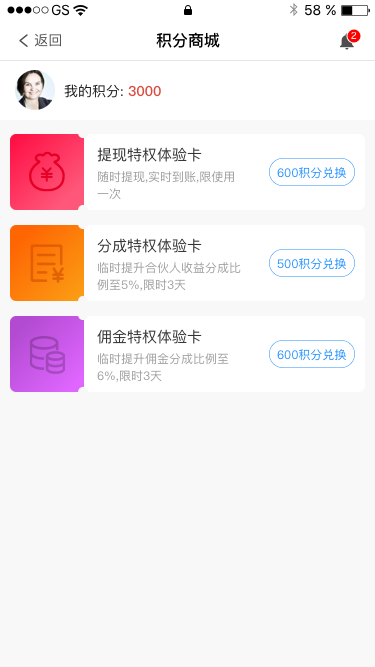 GS 58 %
返回 积分商城 2
我的积分: 3000
提现特权体验卡
随时提现,实时到账,限使用
一次
600积分兑换
分成特权体验卡
临时提升合伙人收益分成比
例至5%,限时3天
500积分兑换
佣金特权体验卡
临时提升佣金分成比例至
6%,限时3天
600积分兑换